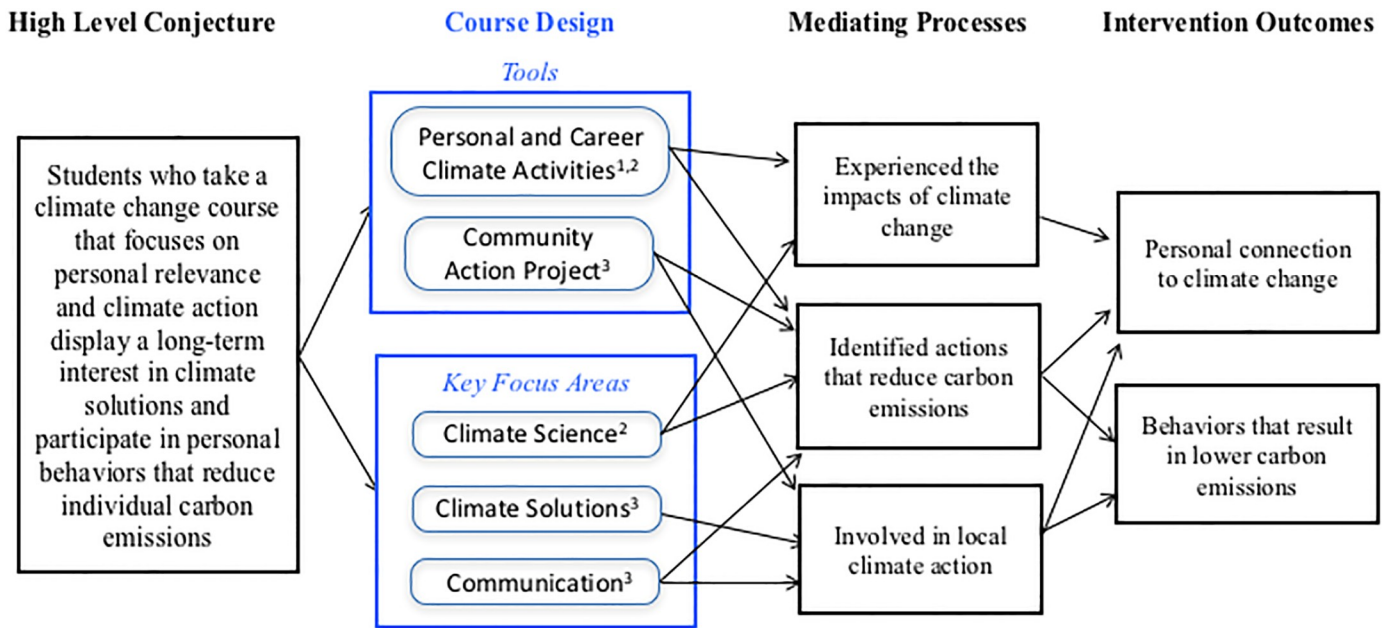 High Level Conjecture
Course Design
Mediating Processes
Intervention Outcomes
Students who take a
climate change course
that focuses on
personal relevance
and climate action
display a long-term
interest in climate
solutions and
participate in personal
behaviors that reduce
individual carbon
emissions
Tools
Personal and Career
Climate Activities¹,²
Community
Action Project³
Key Focus Areas
Climate Science²
Climate Solutions³
Communication³
Experienced the
impacts of climate
change
Identified actions
that reduce carbon
emissions
Involved in local
climate action
Personal connection
to climate change
Behaviors that result
in lower carbon
emissions